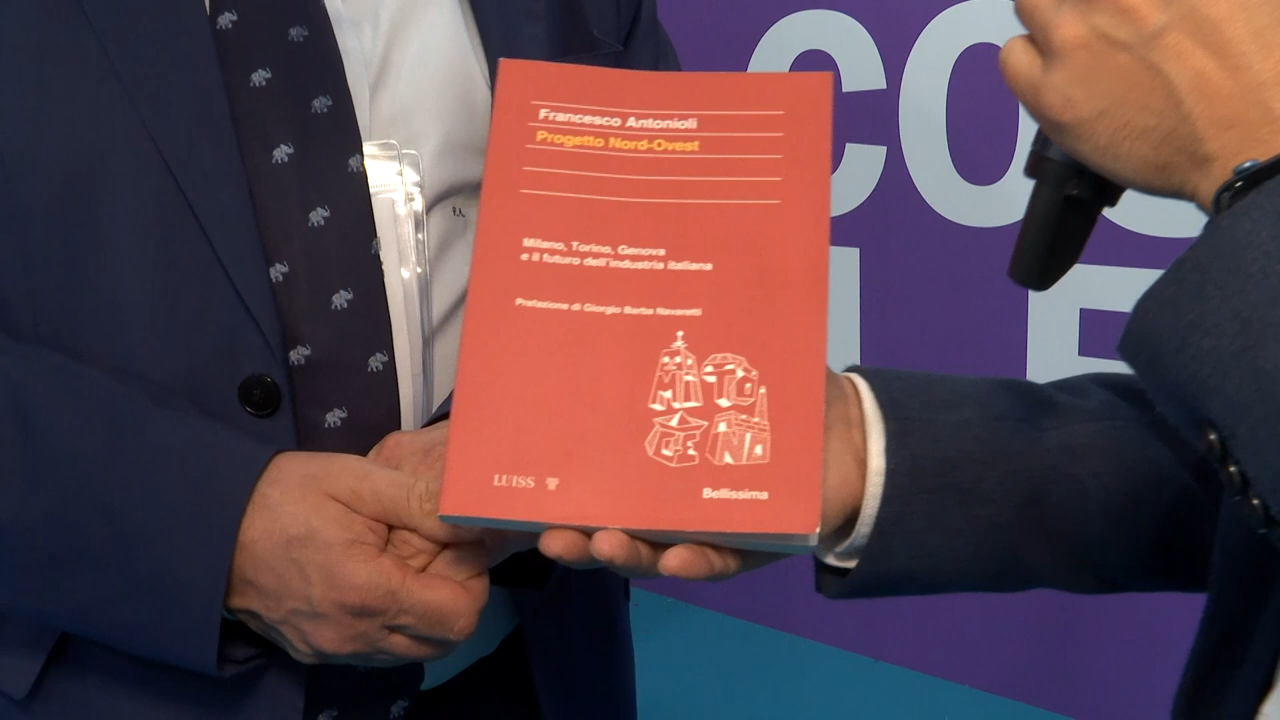 Francesco Antonioli
Progetto Nord-Ovest
Milano, Torino, Genova
e il futuro dell'industria italiana
Prefazione di Giorgio Barba Navaretti
MI TO
GE NO
LUISS
Bellissima
CO